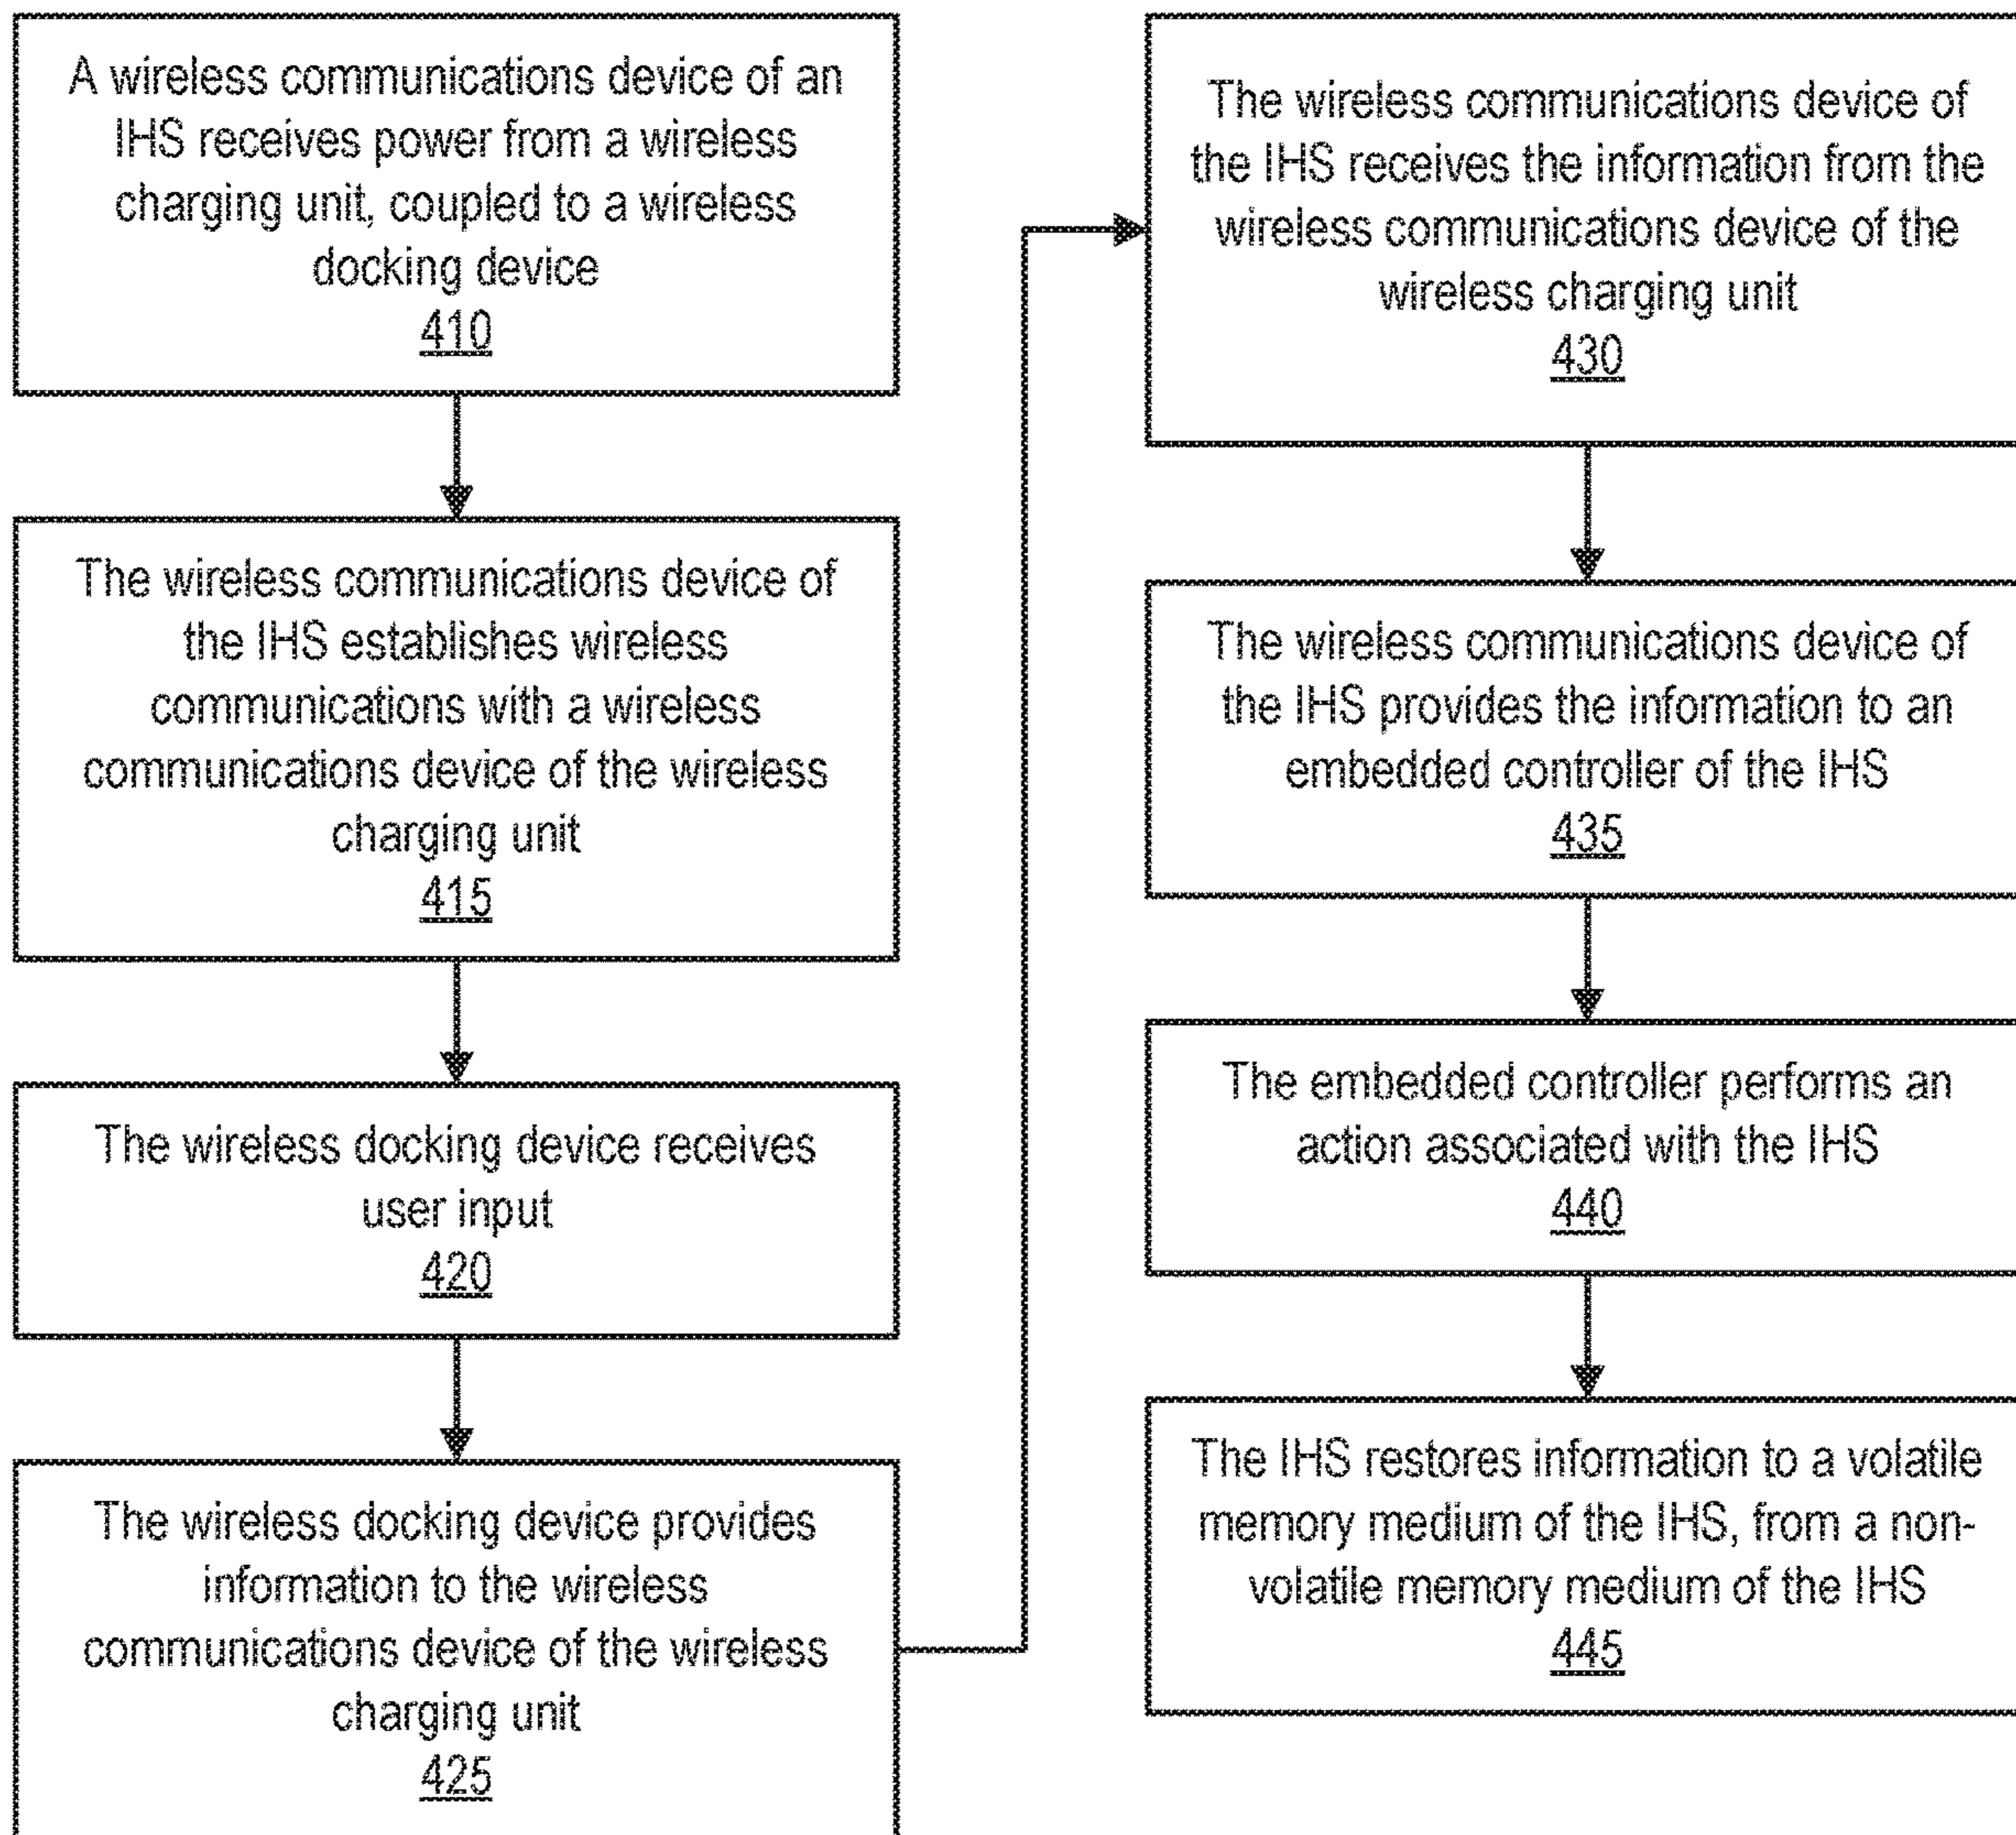 A wireless communications device of an
IHS receives power from a wireless
charging unit, coupled to a wireless
docking device
410
The wireless communications device of
the IHS establishes wireless
communications with a wireless
communications device of the wireless
charging unit
415
The wireless docking device receives
user input
420
The wireless docking device provides
information to the wireless
communications device of the wireless
charging unit
425
The wireless communications device of
the IHS receives the information from the
wireless communications device of the
wireless charging unit
430
The wireless communications device of
the IHS provides the information to an
embedded controller of the IHS
435
The embedded controller performs an
action associated with the IHS
440
The IHS restores information to a volatile
memory medium of the IHS, from a non-
volatile memory medium of the IHS
445